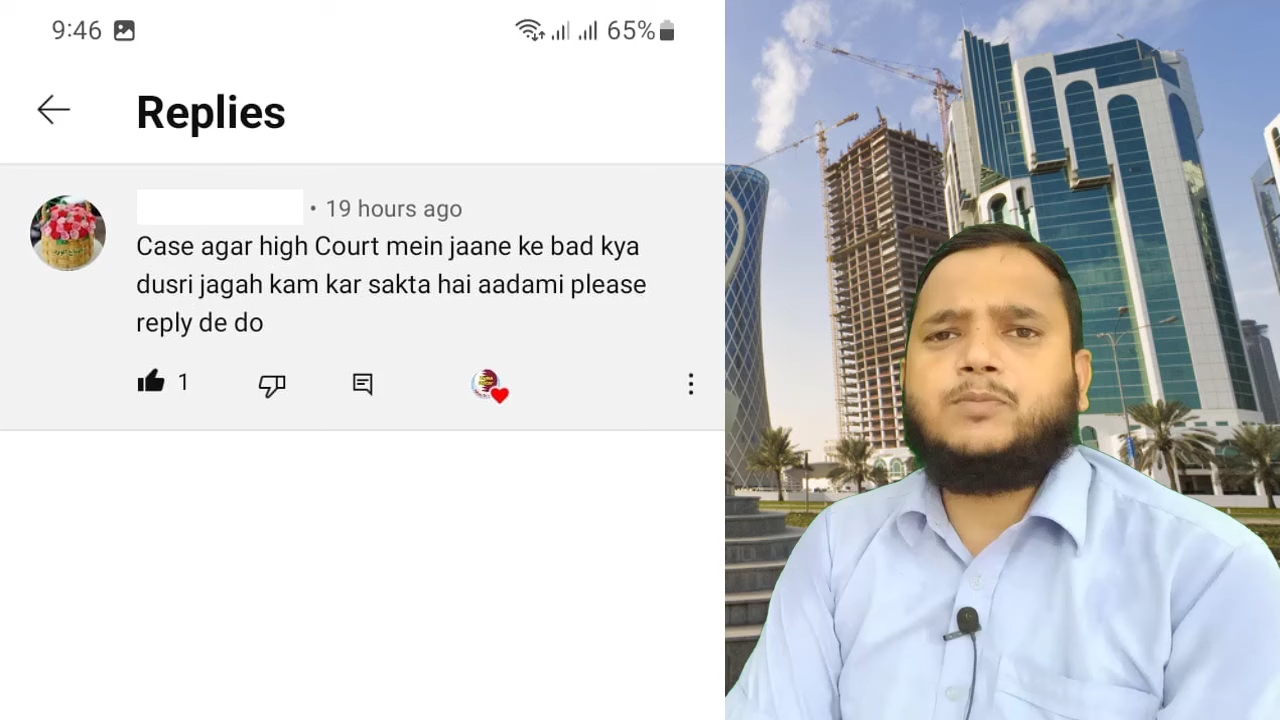 9:46
65%
Replies
• 19 hours ago
Case agar high Court mein jaane ke bad kya
dusri jagah kam kar sakta hai aadami please
reply de do
1